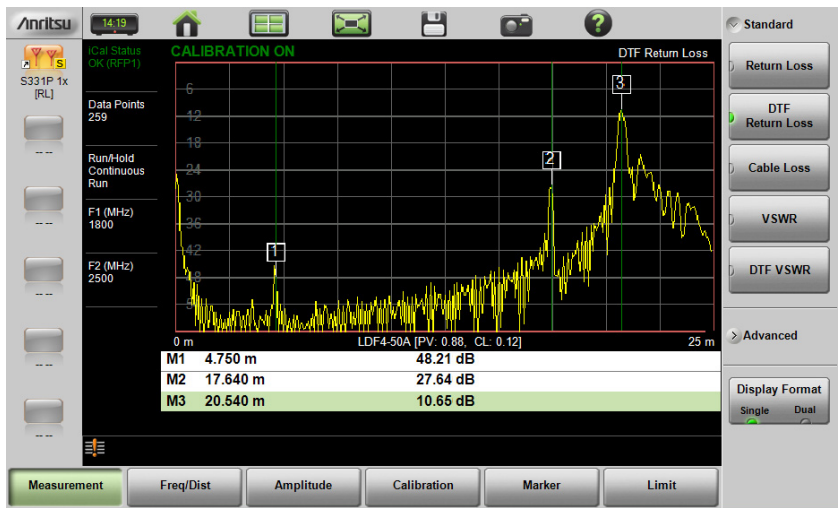 Anritsu
14:19
?
Standard
S331P 1x
[RL]
-- --
-- --
-- --
-- --
-- --
-- --
iCal Status
OK (RFP1)
Data Points
259
Run/Hold
Continuous
Run
F1 (MHz)
1800
F2 (MHz)
2500
CALIBRATION ON
DTF Return Loss
6
12
18
24
30
36
42
48
1
2
3
0 m
LDF4-50A [PV: 0.88, CL: 0.12]
25 m
M1 4.750 m 48.21 dB
M2 17.640 m 27.64 dB
M3 20.540 m 10.65 dB
Return Loss
DTF
Return Loss
Cable Loss
VSWR
DTF VSWR
Advanced
Display Format
Single Dual
Measurement
Freq/Dist
Amplitude
Calibration
Marker
Limit